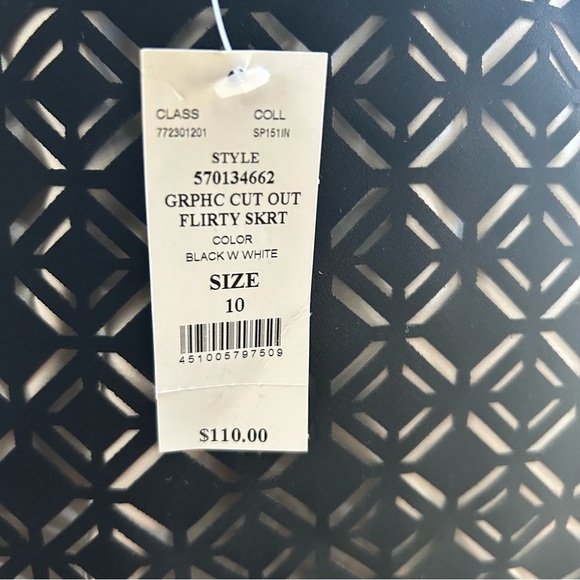 CLASS COLL
772301201 SP151IN
STYLE
570134662
GRPHC CUT OUT
FLIRTY SKRT
COLOR
BLACK W WHITE
SIZE
10
451005797509
$110.00